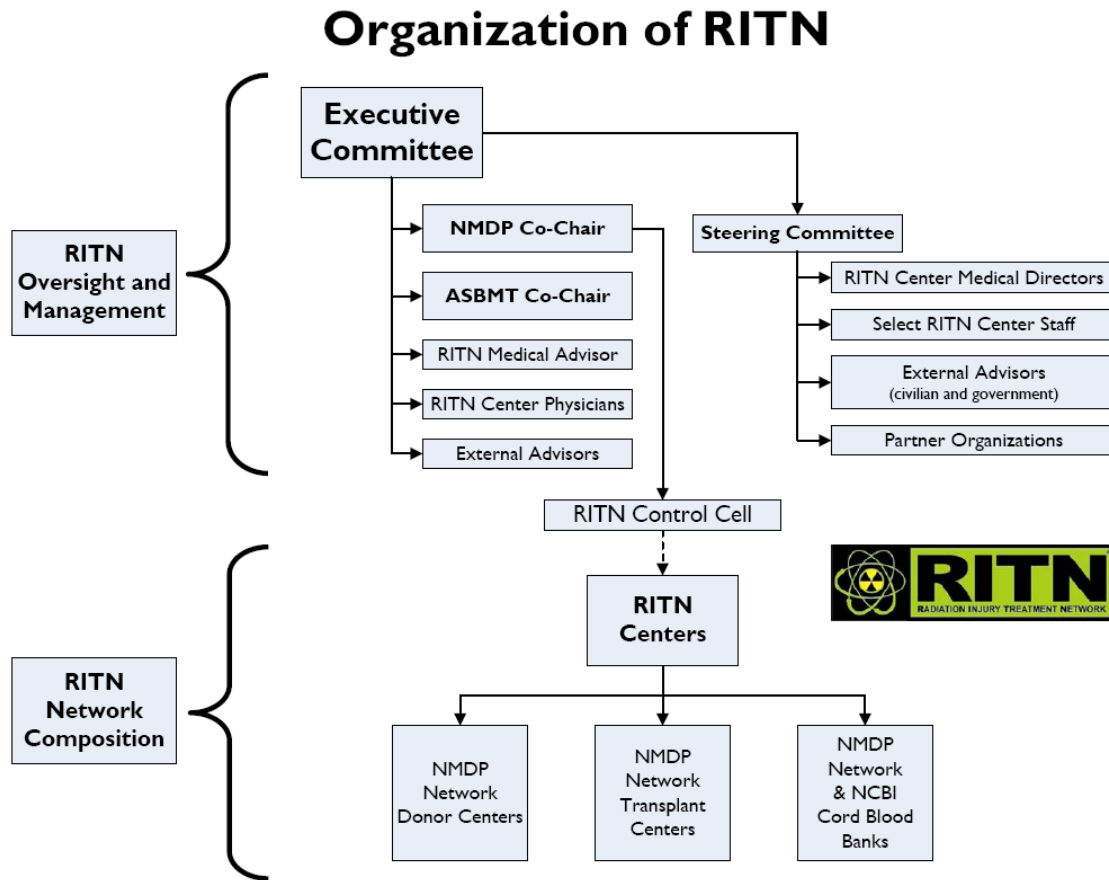 Organization of RITN
Executive
Committee
NMDP Co-Chair
Steering Committee
RITN
Oversight and
Management
RITN Center Medical Directors
ASBMT Co-Chair
Select RITN Center Staff
RITN Medical Advisor
External Advisors
(civilian and government)
RITN Center Physicians
Partner Organizations
External Advisors
RITN Control Cell
RITN
RADIATION INJURY TREATMENT NETWORK
RITN
Centers
RITN
Network
Composition
NMDP
Network
Donor Centers
NMDP
Network
Transplant
Centers
NMDP
Network
& NCBI
Cord Blood
Banks